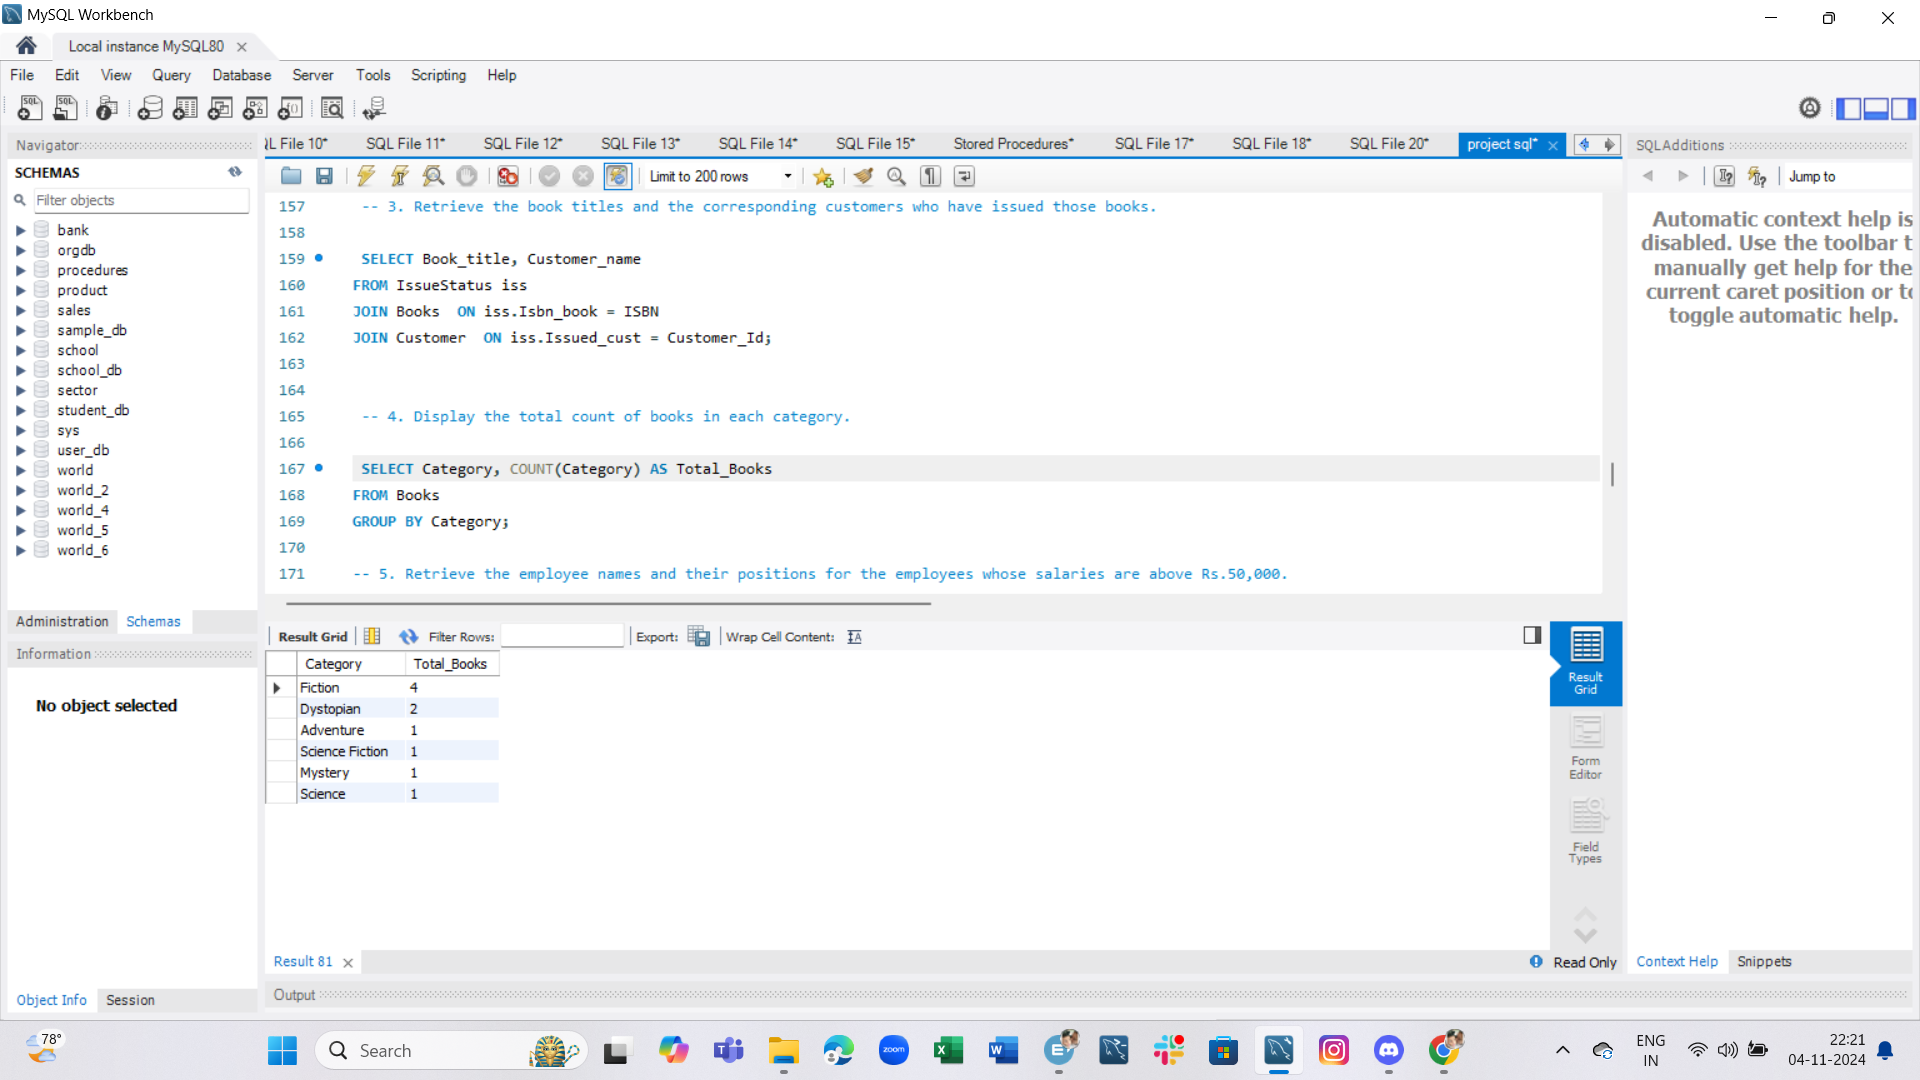 MySQL Workbench
Local instance MySQL80
File Edit View Query Database Server Tools Scripting Help
Navigator
SCHEMAS
Filter objects
bank
orgdb
procedures
product
sales
sample_db
school
school_db
sector
student_db
sys
user_db
world
world_2
world_4
world_5
world_6
Administration Schemas
Information
No object selected
Object Info Session
L File 10* SQL File 11* SQL File 12* SQL File 13* SQL File 14* SQL File 15* Stored Procedures* SQL File 17* SQL File 18* SQL File 20* project sql*
Limit to 200 rows
157 -- 3. Retrieve the book titles and the corresponding customers who have issued those books.
158
159 SELECT Book_title, Customer_name
160 FROM IssueStatus iss
161 JOIN Books ON iss.Isbn_book = ISBN
162 JOIN Customer ON iss.Issued_cust = Customer_Id;
163
164
165 -- 4. Display the total count of books in each category.
166
167 SELECT Category, COUNT(Category) AS Total_Books
168 FROM Books
169 GROUP BY Category;
170
171 -- 5. Retrieve the employee names and their positions for the employees whose salaries are above Rs.50,000.
Result Grid Filter Rows: Export: Wrap Cell Content:
Category Total_Books
Fiction 4
Dystopian 2
Adventure 1
Science Fiction 1
Mystery 1
Science 1
Result Grid
Form Editor
Field Types
Result 81
Read Only
Output
SQLAdditions
Jump to
Automatic context help is
disabled. Use the toolbar t
manually get help for the
current caret position or to
toggle automatic help.
Context Help Snippets
78°
Search
zoom
ENG
IN
22:21
04-11-2024